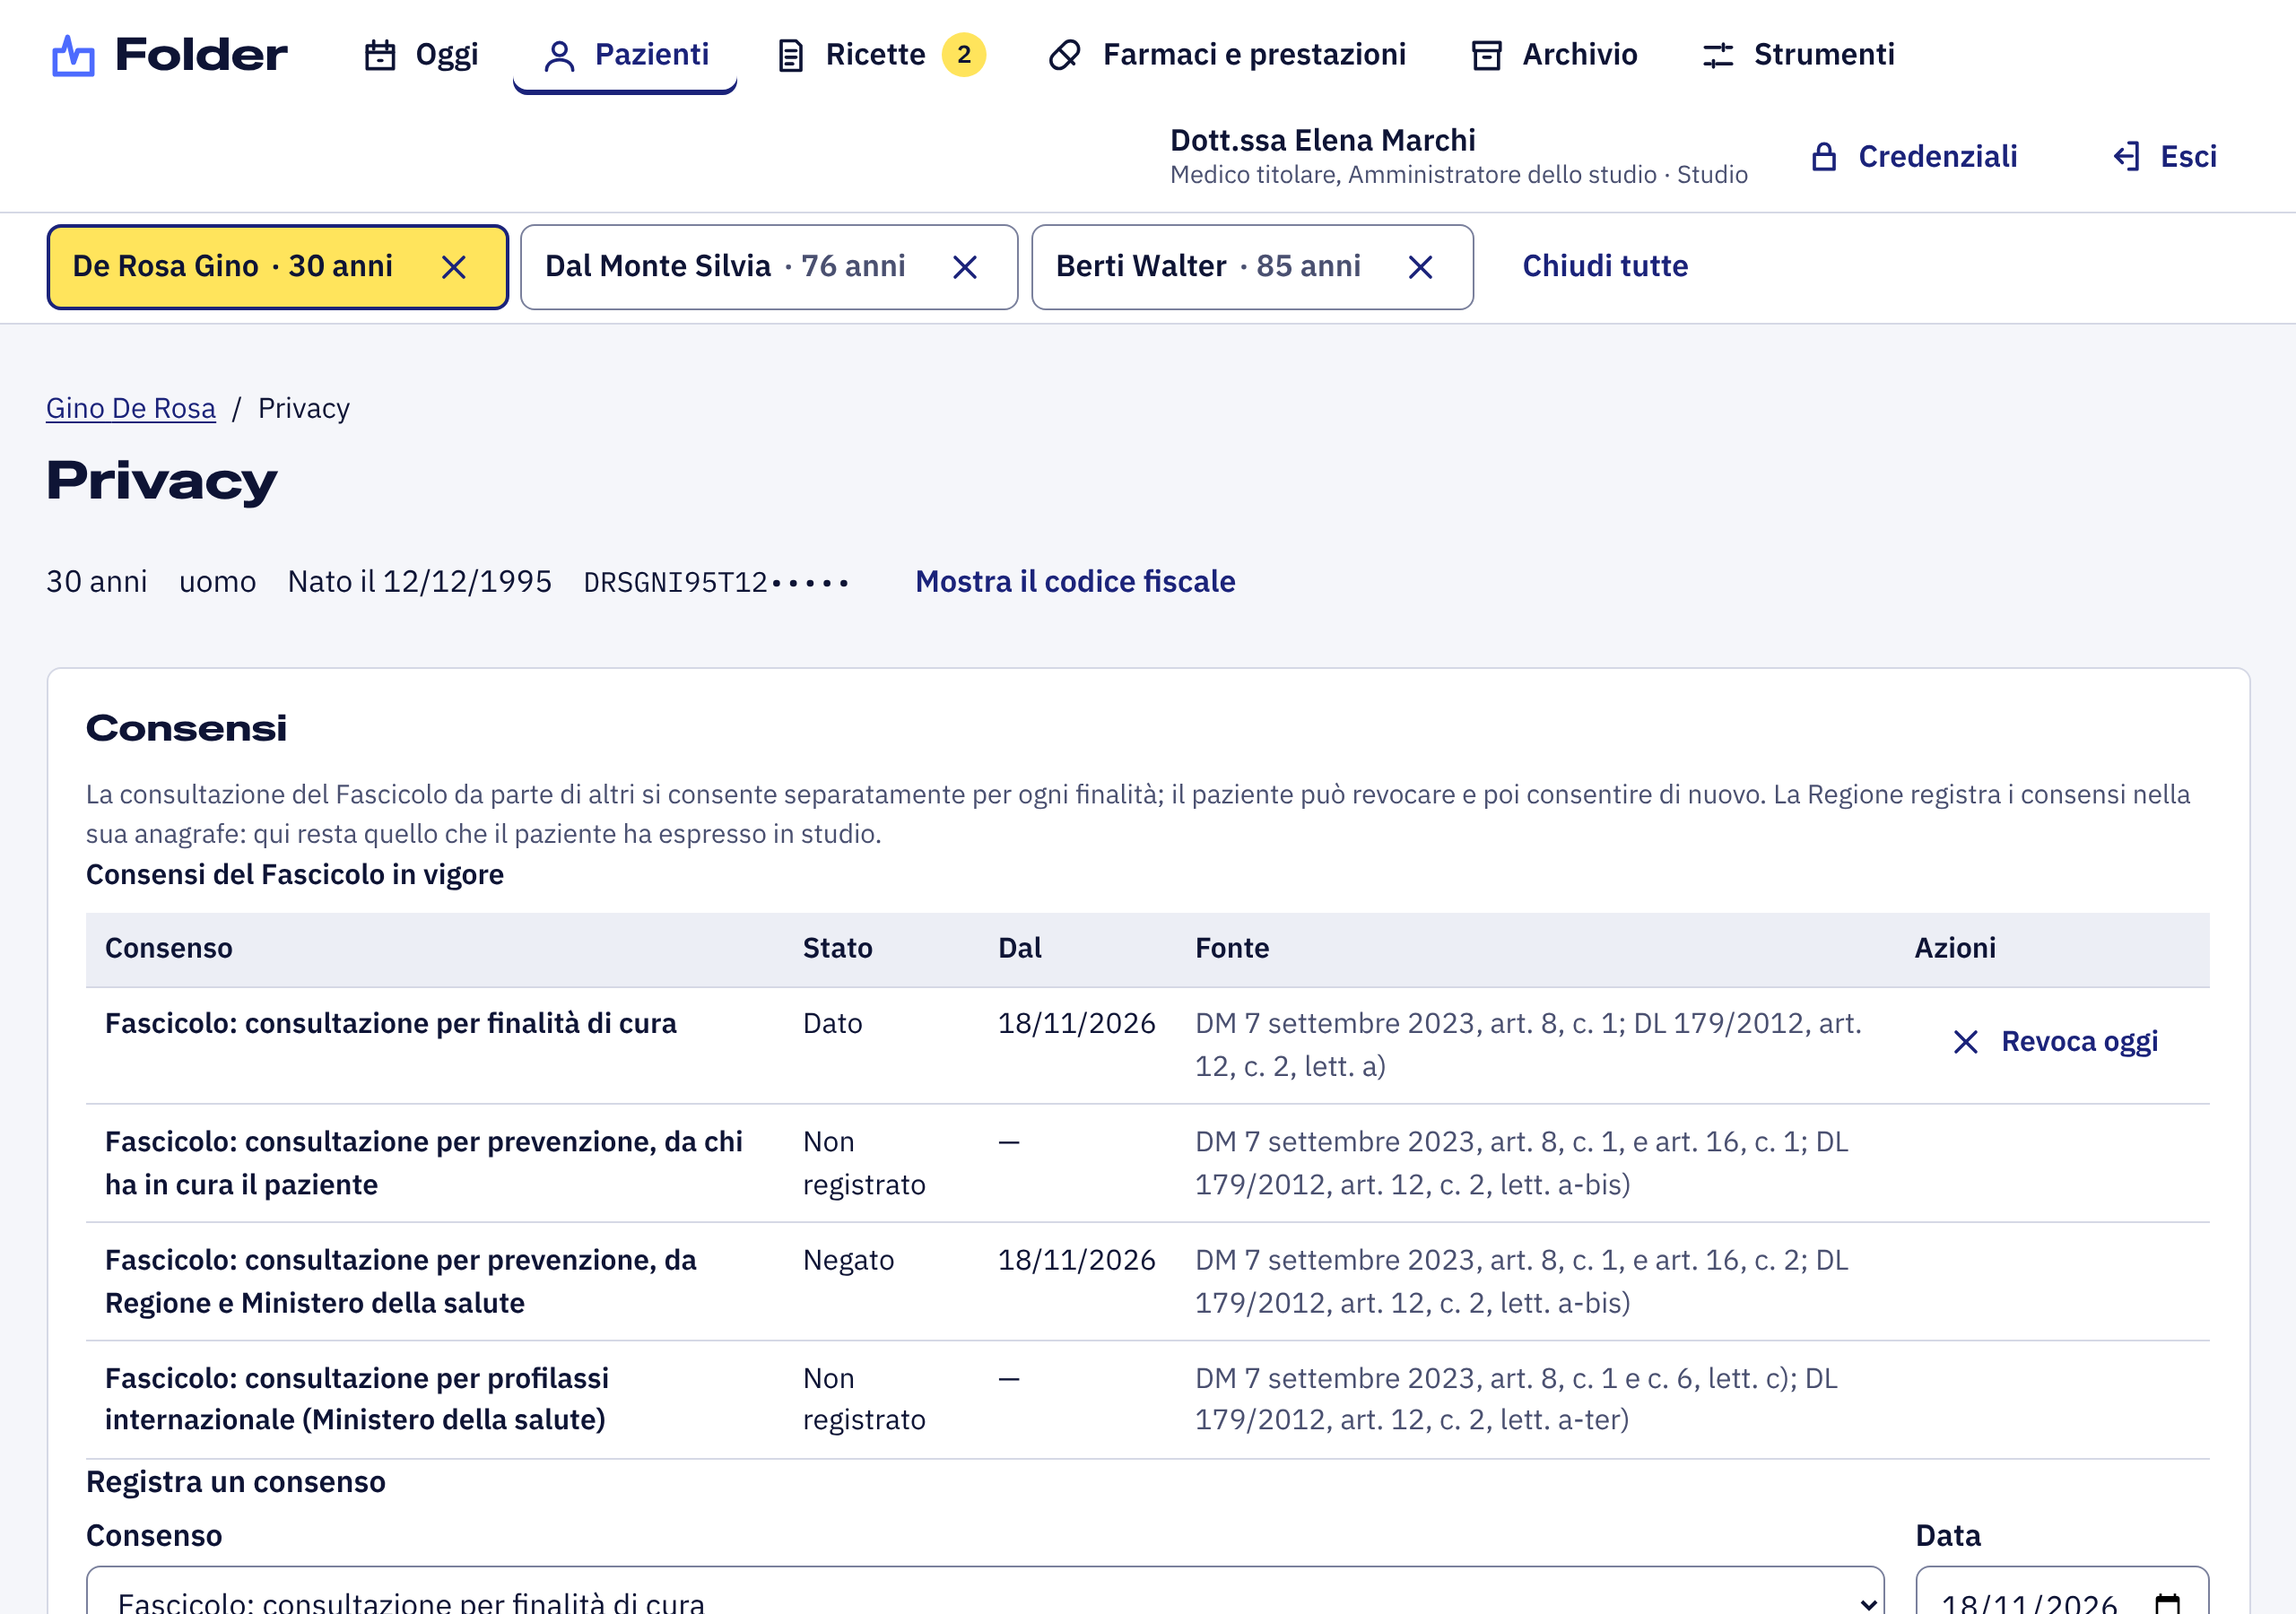 Folder
Oggi
Pazienti
Ricette 2
Farmaci e prestazioni
Archivio
Strumenti
Dott.ssa Elena Marchi
Medico titolare, Amministratore dello studio · Studio
Credenziali
Esci
De Rosa Gino · 30 anni
Dal Monte Silvia · 76 anni
Berti Walter · 85 anni
Chiudi tutte
Gino De Rosa / Privacy
Privacy
30 anni uomo Nato il 12/12/1995 DRSGNI95T12••••• Mostra il codice fiscale
Consensi
La consultazione del Fascicolo da parte di altri si consente separatamente per ogni finalità; il paziente può revocare e poi consentire di nuovo. La Regione registra i consensi nella
sua anagrafe: qui resta quello che il paziente ha espresso in studio.
Consensi del Fascicolo in vigore
Consenso Stato Dal Fonte Azioni
Fascicolo: consultazione per finalità di cura Dato 18/11/2026 DM 7 settembre 2023, art. 8, c. 1; DL 179/2012, art.
12, c. 2, lett. a)
Revoca oggi
Fascicolo: consultazione per prevenzione, da chi
ha in cura il paziente
Non
registrato
—
DM 7 settembre 2023, art. 8, c. 1, e art. 16, c. 1; DL
179/2012, art. 12, c. 2, lett. a-bis)
Fascicolo: consultazione per prevenzione, da
Regione e Ministero della salute
Negato
18/11/2026
DM 7 settembre 2023, art. 8, c. 1, e art. 16, c. 2; DL
179/2012, art. 12, c. 2, lett. a-bis)
Fascicolo: consultazione per profilassi
internazionale (Ministero della salute)
Non
registrato
—
DM 7 settembre 2023, art. 8, c. 1 e c. 6, lett. c); DL
179/2012, art. 12, c. 2, lett. a-ter)
Registra un consenso
Consenso
Data
Fascicolo: consultazione per finalità di cura
18/11/2026